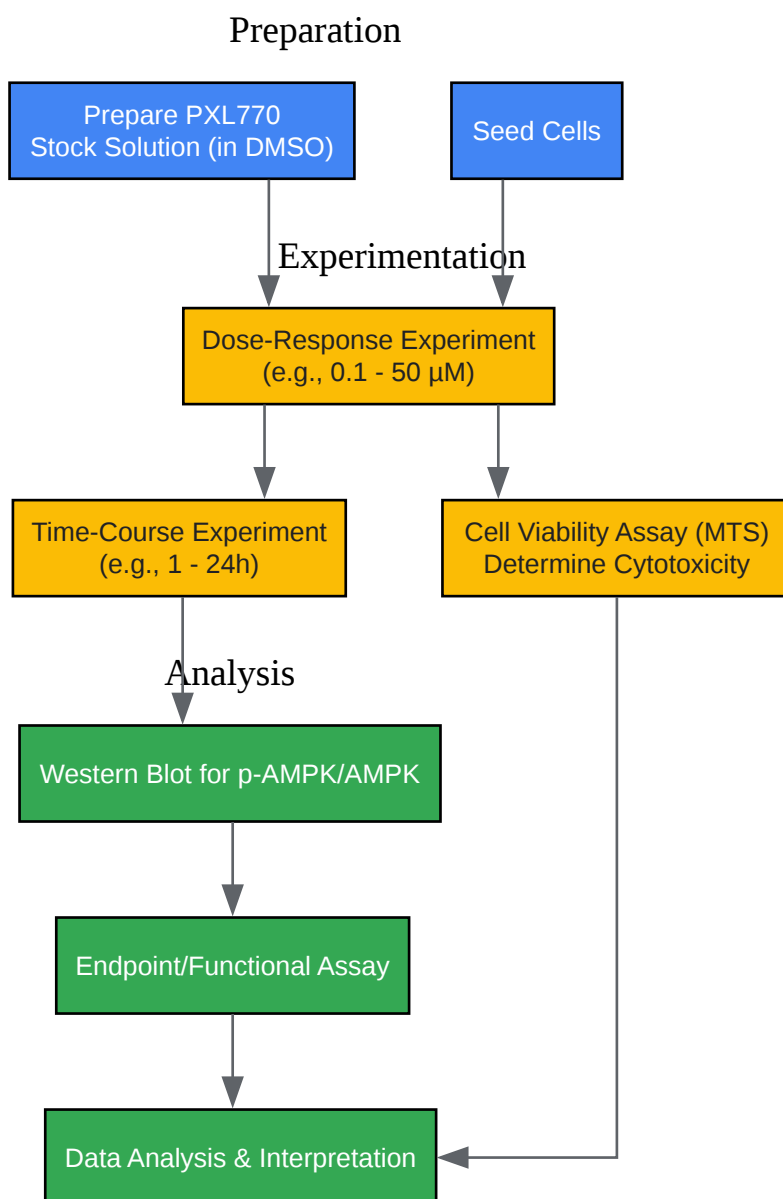 Preparation
Prepare PXL770
Stock Solution (in DMSO)
Seed Cells
Experimentation
Dose-Response Experiment
(e.g., 0.1 - 50 µM)
Time-Course Experiment
(e.g., 1 - 24h)
Cell Viability Assay (MTS)
Determine Cytotoxicity
Analysis
Western Blot for p-AMPK/AMPK
Endpoint/Functional Assay
Data Analysis & Interpretation